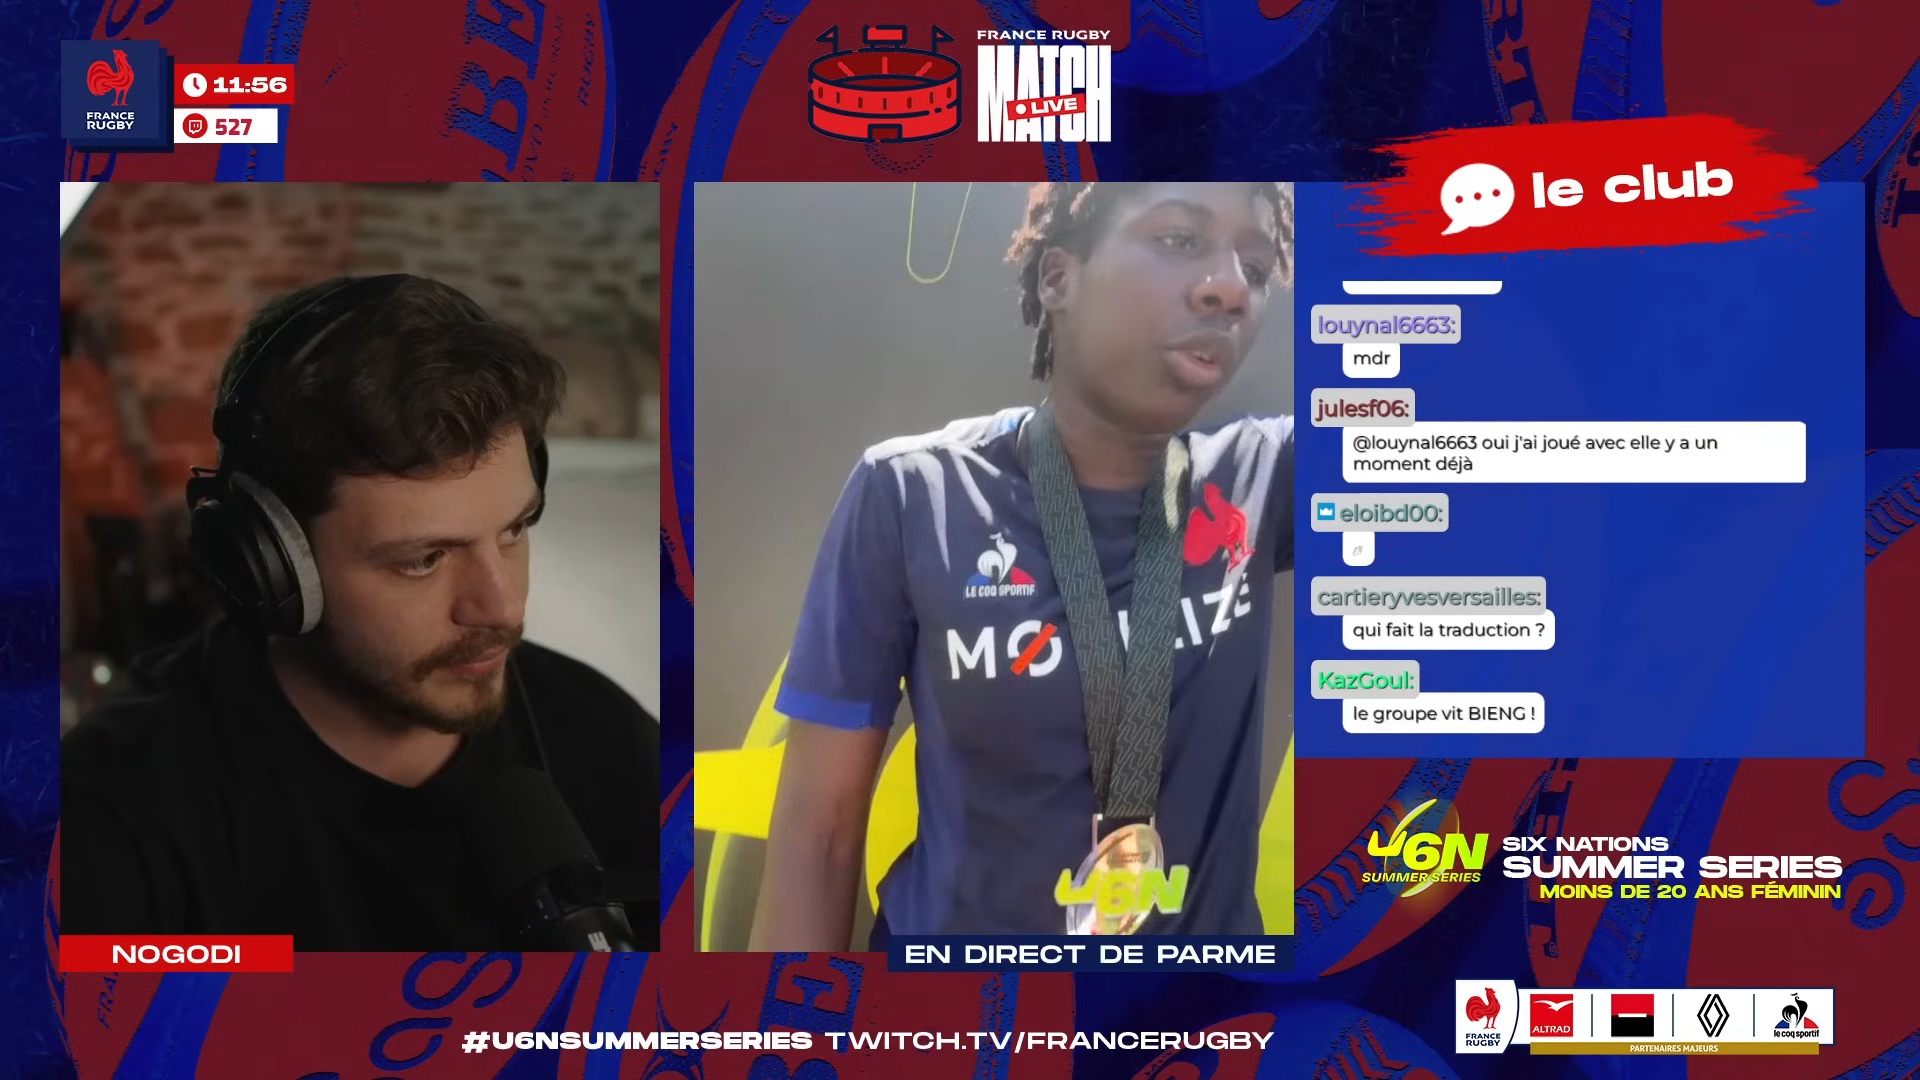 FRANCE RUGBY
11:56
527
FRANCE RUGBY
MATCH
LIVE
le club
louynal6663:
mdr
julesf06:
@louynal6663 oui j'ai joué avec elle y a un
moment déjà
eloibd00:
cartieryvesversailles:
qui fait la traduction ?
KazGoul:
le groupe vit BIENG !
LE COQ SPORTIF
U6N
NOGODI
EN DIRECT DE PARME
U6N
SUMMER SERIES
SIX NATIONS
SUMMER SERIES
MOINS DE 20 ANS FÉMININ
#U6NSUMMERSERIES TWITCH.TV/FRANCERUGBY
FRANCE RUGBY
ALTRAD
le coq sportif
PARTENAIRES MAJEURS